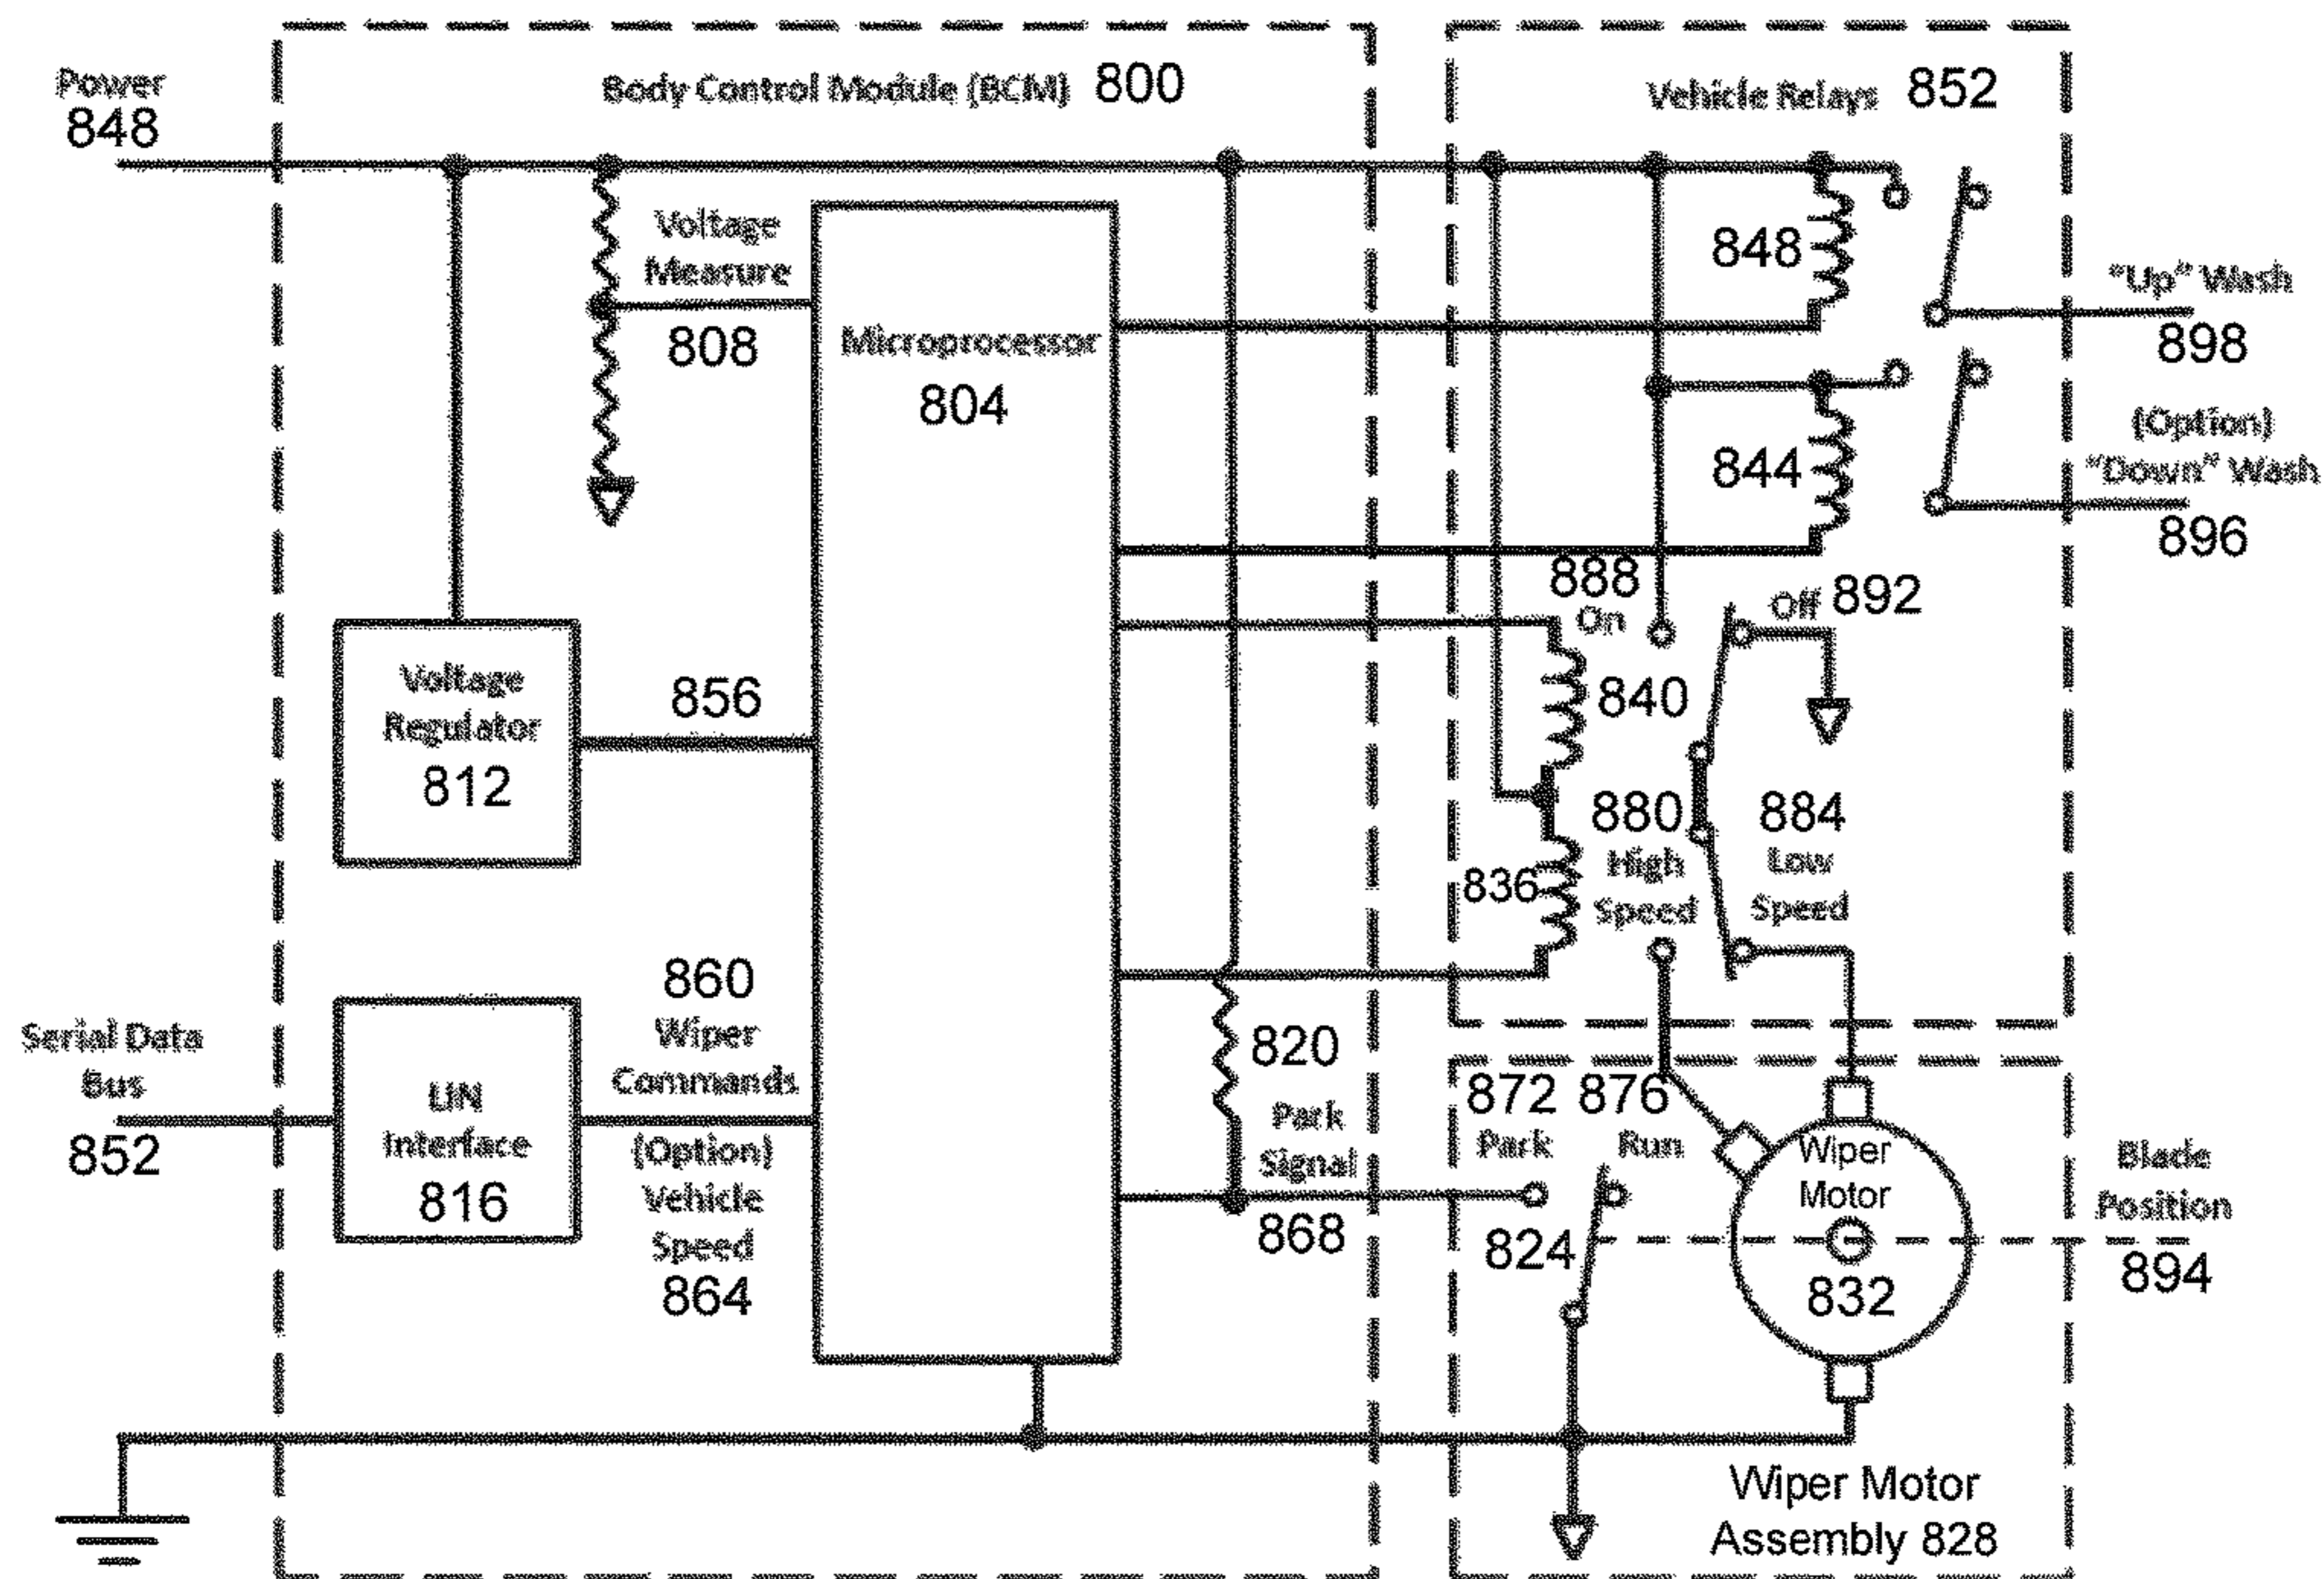 Power
848
Body Control Module (BCM) 800
Vehicle Relays 852
Voltage
Measure
808
Microprocessor
804
848
"Up" Wash
898
(Option)
"Down" Wash
896
844
888
On
Off 892
840
Voltage
Regulator
812
856
880
High
Speed
884
Low
Speed
836
Serial Data
Bus
852
LIN
Interface
816
860
Wiper
Commands
(Option)
Vehicle
Speed
864
820
Park
Signal
868
872
Park
876
Run
824
Wiper
Motor
832
Blade
Position
894
Wiper Motor
Assembly 828